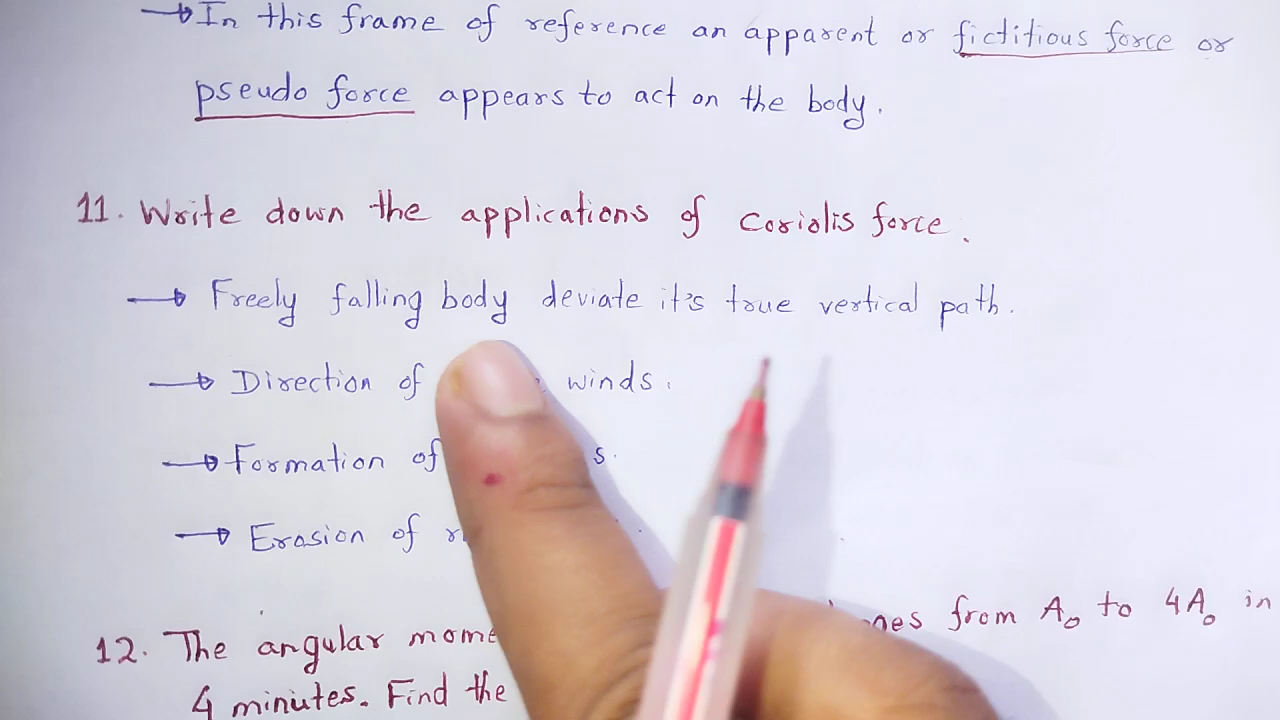 → In this frame of reference an apparent or fictitious force or
pseudo force appears to act on the body.
11. Write down the applications of Coriolis force.
→ Freely falling body deviate it's true vertical path.
→ Direction of winds.
→ Formation of
→ Erosion of
12. The angular from A₀ to 4A₀ in
4 minutes. Find the